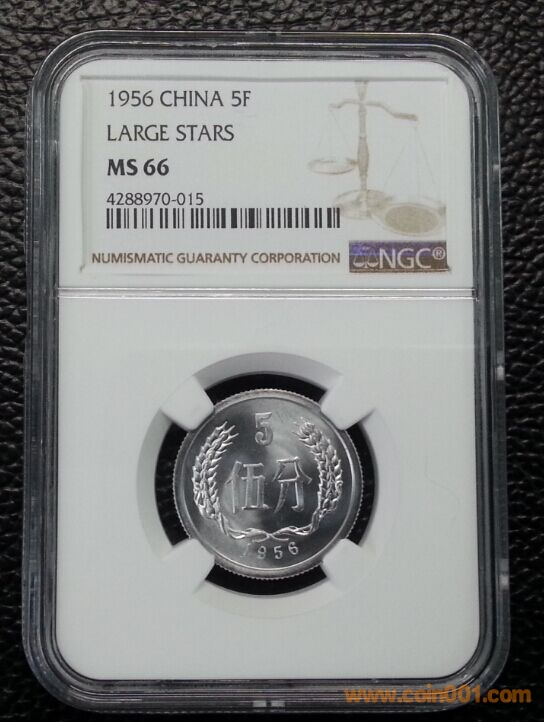 1956 CHINA 5F
LARGE STARS
MS 66
4288970-015
NUMISMATIC GUARANTY CORPORATION
NGC®
5
伍分
1956
www.coin001.com